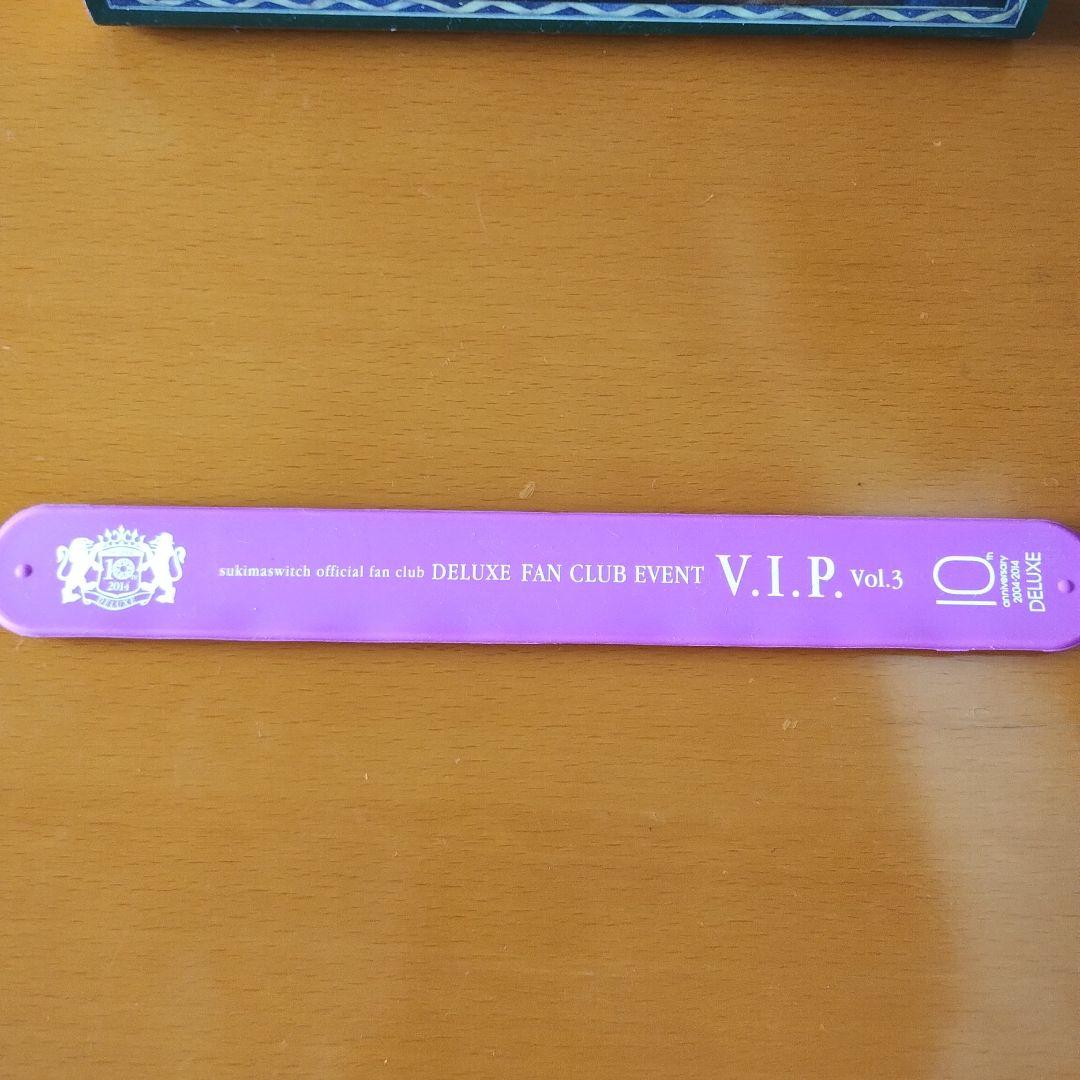 10th
2014
DELUXE
sukimaswitch official fan club DELUXE FAN CLUB EVENT V.I.P. Vol.3
10th
anniversary
2004-2014
DELUXE